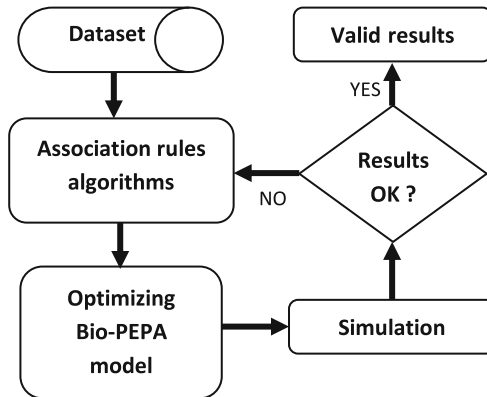 Dataset
Association rules
algorithms
Optimizing
Bio-PEPA
model
Simulation
Results
OK ?
NO
YES
Valid results